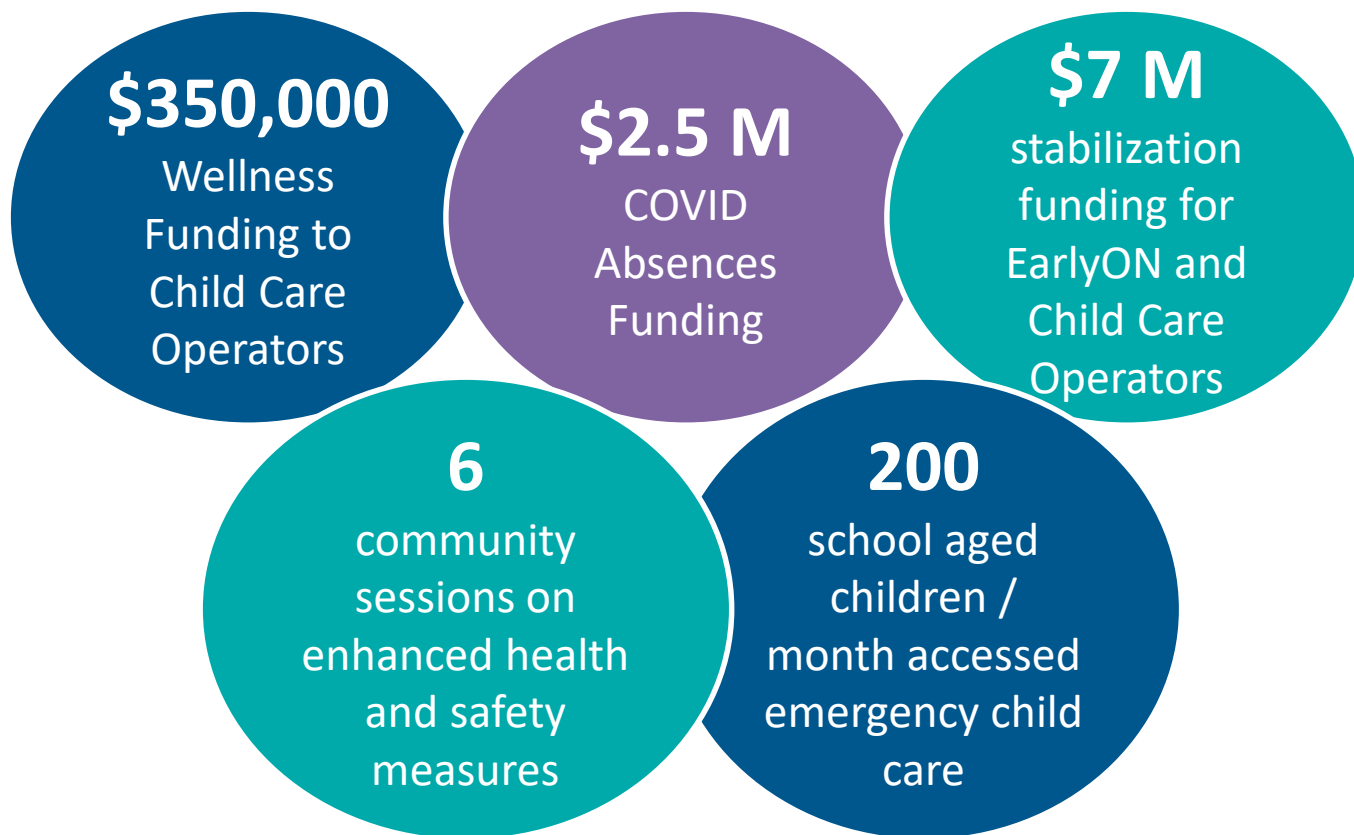 $350,000
Wellness
Funding to
Child Care
Operators
$2.5 M
COVID
Absences
Funding
$7 M
stabilization
funding for
EarlyON and
Child Care
Operators
6
community
sessions on
enhanced health
and safety
measures
200
school aged
children /
month accessed
emergency child
care